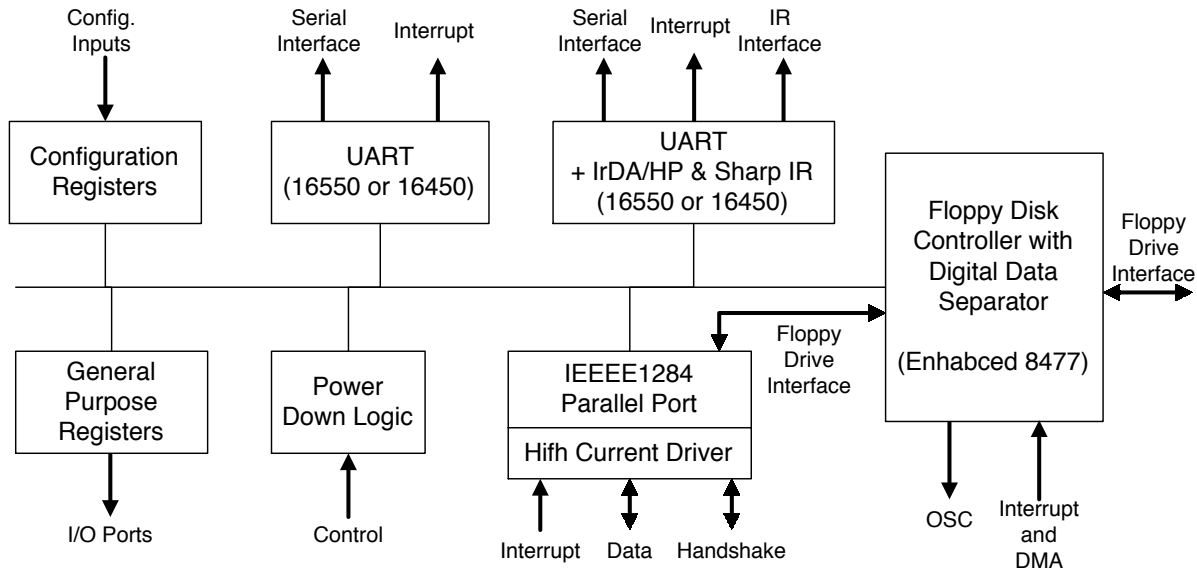 Config.
Inputs
Serial
Interface
Interrupt
Serial
Interface
Interrupt
IR
Interface
Configuration
Registers
UART
(16550 or 16450)
UART
+ IrDA/HP & Sharp IR
(16550 or 16450)
Floppy Disk
Controller with
Digital Data
Separator
(Enhabced 8477)
Floppy
Drive
Interface
Floppy
Drive
Interface
General
Purpose
Registers
Power
Down Logic
IEEEE1284
Parallel Port
Hifh Current Driver
I/O Ports
Control
Interrupt
Data
Handshake
OSC
Interrupt
and
DMA